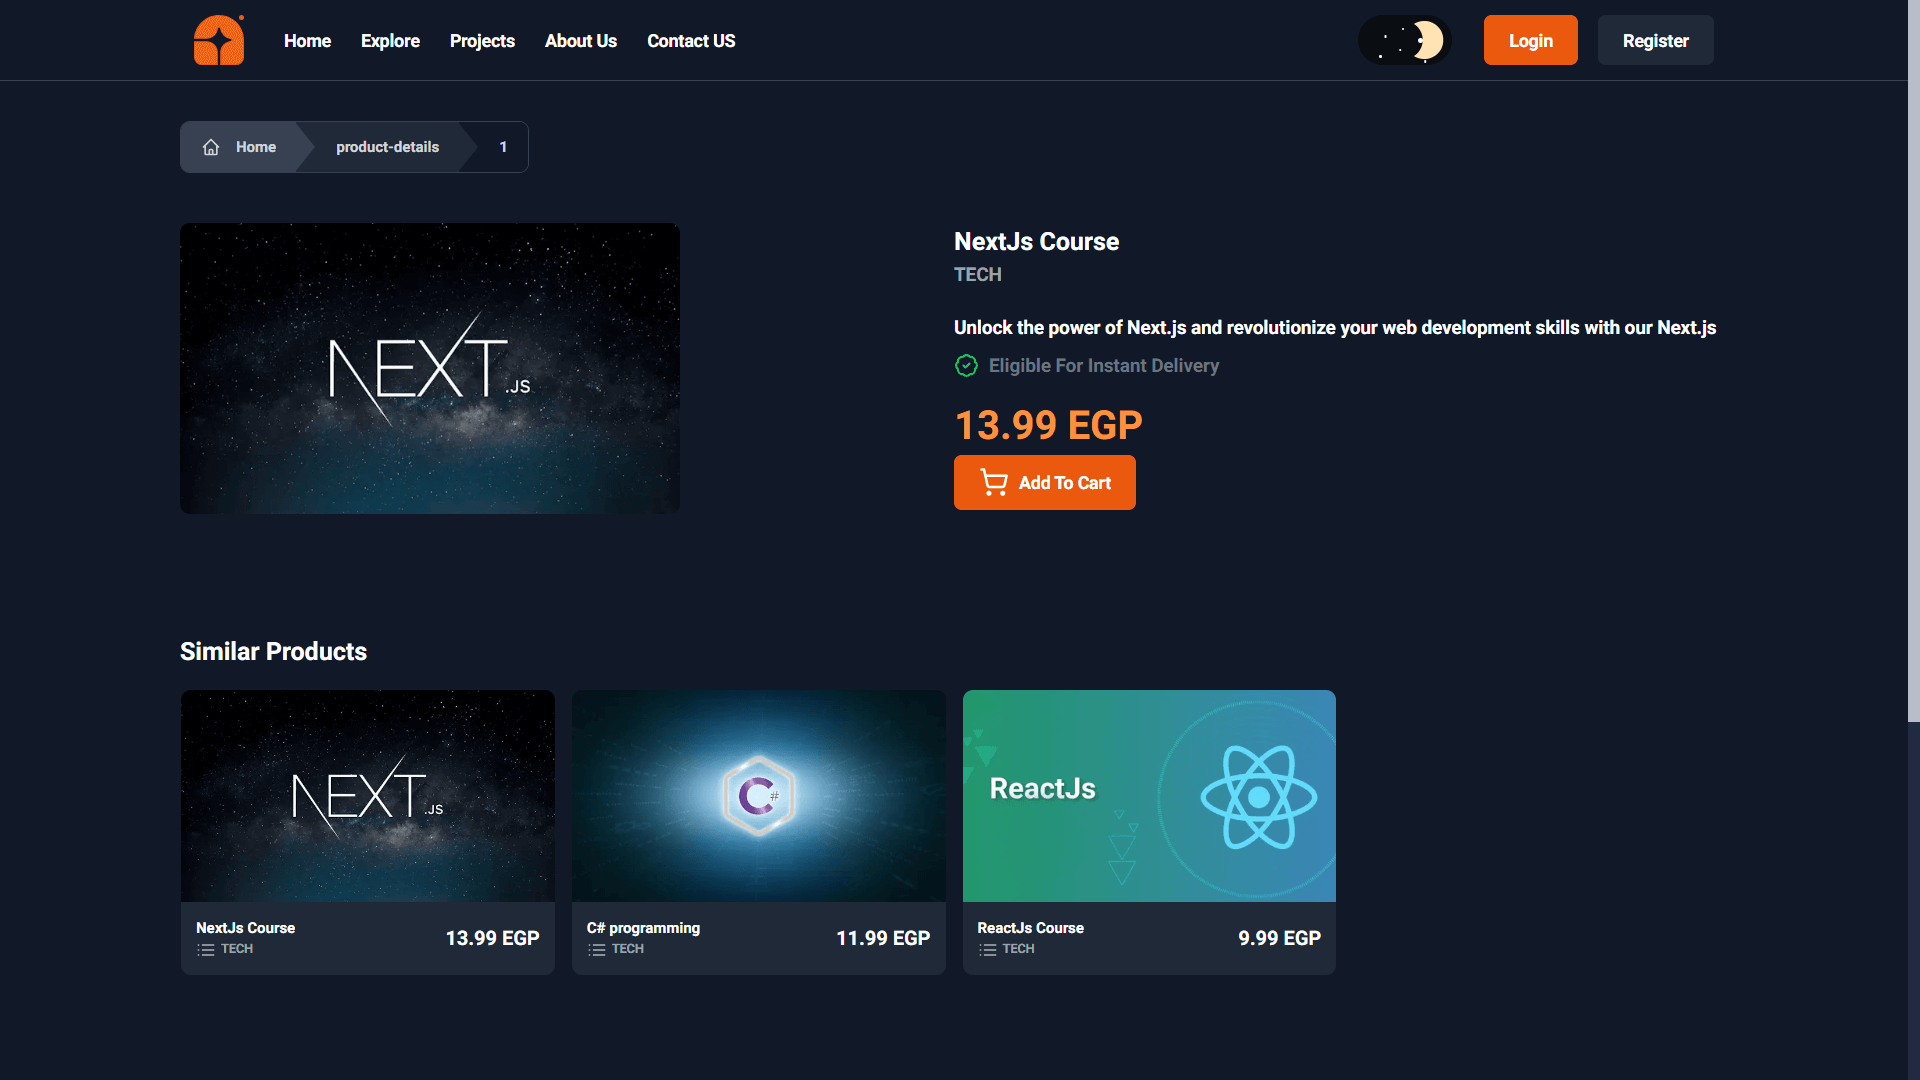 Home
Explore
Projects
About Us
Contact US
Login
Register
Home
product-details
1
NEXT.JS
NextJs Course
TECH
Unlock the power of Next.js and revolutionize your web development skills with our Next.js
Eligible For Instant Delivery
13.99 EGP
Add To Cart
Similar Products
NEXT.JS
NextJs Course
TECH
13.99 EGP
C#
C# programming
TECH
11.99 EGP
ReactJs
ReactJs Course
TECH
9.99 EGP